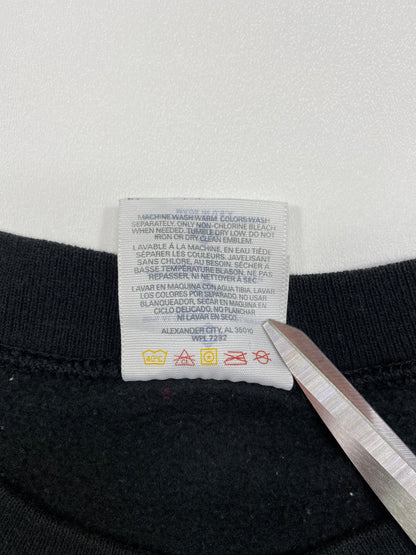 MACHINE WASH WARM. COLORS WASH
SEPARATELY, ONLY NON-CHLORINE BLEACH
WHEN NEEDED. TUMBLE DRY LOW. DO NOT
IRON OR DRY CLEAN EMBLEM.
LAVABLE À LA MACHINE, EN EAU TIÈDE
SÉPARER LES COULEURS, JAVELISANT
SANS CHLORE, AU BESOIN, SÉCHER À
BASSE TEMPÉRATURE BLASON, NE PAS
REPASSER, NI NETTOYER À SEC.
LAVAR EN MAQUINA CON AGUA TIBIA, LAVAR
LOS COLORES POR SEPARADO. NO USAR
BLANQUEADOR, SECAR EN MAQUINA EN
CICLO DELICADO. NO PLANCHAR
NI LAVAR EN SECO.
ALEXANDER CITY, AL 35010
WPL 7292
40°C